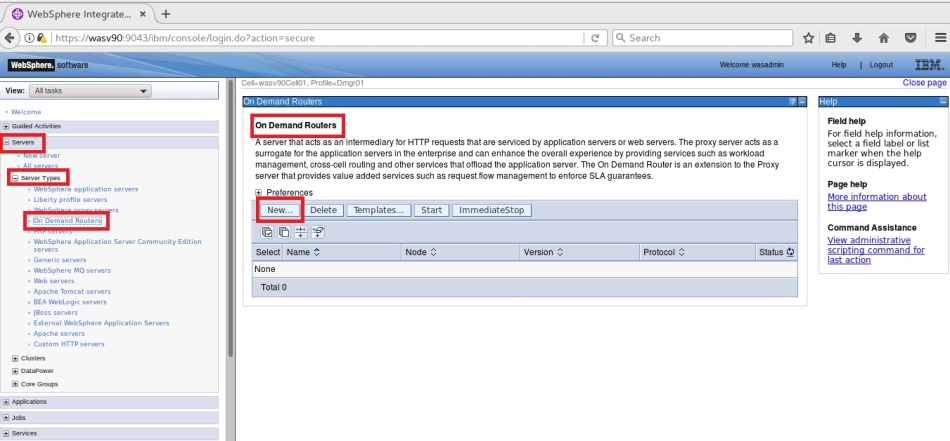 WebSphere Integrate... × +
https://wasv90:9043/ibm/console/login.do?action=secure
Search
WebSphere. software
Welcome wasadmin Help | Logout IBM.
View: All tasks
Welcome
Guided Activities
Servers
New server
All servers
Server Types
WebSphere application servers
Liberty profile servers
WebSphere proxy servers
On Demand Routers
PHP servers
WebSphere Application Server Community Edition
servers
Generic servers
WebSphere MQ servers
Web servers
Apache Tomcat servers
BEA WebLogic servers
JBoss servers
External WebSphere Application Servers
Apache servers
Custom HTTP servers
Clusters
DataPower
Core Groups
Applications
Jobs
Services
Cell=wasv90Cell01, Profile=Dmgr01
Close page
On Demand Routers ? –
On Demand Routers
A server that acts as an intermediary for HTTP requests that are serviced by application servers or web servers. The proxy server acts as a
surrogate for the application servers in the enterprise and can enhance the overall experience by providing services such as workload
management, cross-cell routing and other services that offload the application server. The On Demand Router is an extension to the Proxy
server that provides value added services such as request flow management to enforce SLA guarantees.
Preferences
New... Delete Templates... Start ImmediateStop
Select Name Node Version Protocol Status
None
Total 0
Help
Field help
For field help information,
select a field label or list
marker when the help
cursor is displayed.
Page help
More information about
this page
Command Assistance
View administrative
scripting command for
last action